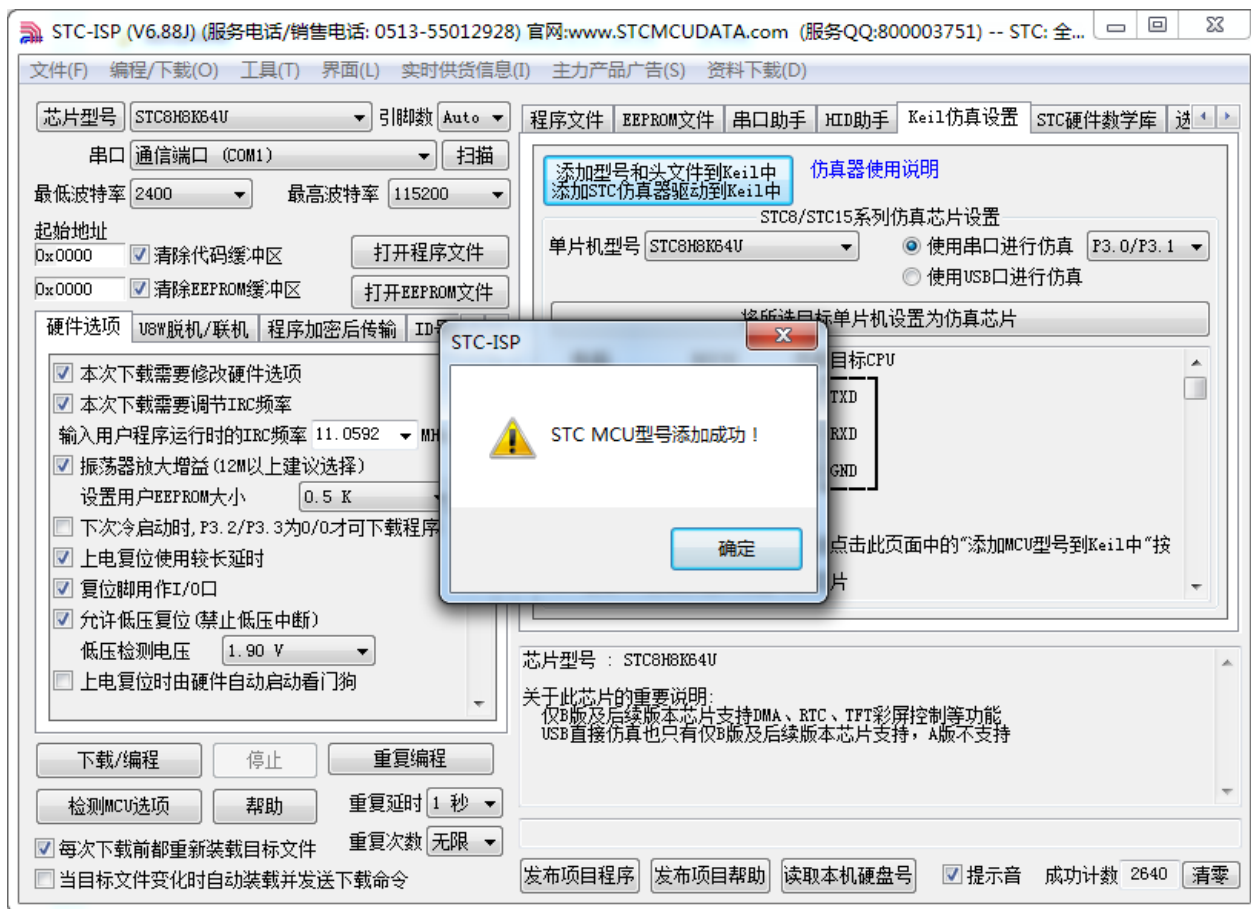 STC-ISP (V6.88J) (服务电话/销售电话: 0513-55012928) 官网:www.STCMCUDATA.com (服务QQ:800003751) -- STC: 全...
文件(F) 编程/下载(O) 工具(T) 界面(L) 实时供货信息(I) 主力产品广告(S) 资料下载(D)
芯片型号 STC8H8K64U 引脚数 Auto
串口 通信端口 (COM1) 扫描
最低波特率 2400 最高波特率 115200
起始地址
0x0000 清除代码缓冲区 打开程序文件
0x0000 清除EEPROM缓冲区 打开EEPROM文件
硬件选项 U8W脱机/联机 程序加密后传输
本次下载需要修改硬件选项
本次下载需要调节IRC频率
输入用户程序运行时的IRC频率 11.0592
振荡器放大增益(12M以上建议选择)
设置用户EEPROM大小 0.5 K
下次冷启动时,P3.2/P3.3为0/0才可下载程序
上电复位使用较长延时
复位脚用作I/O口
允许低压复位(禁止低压中断)
低压检测电压 1.90 V
上电复位时由硬件自动启动看门狗
下载/编程 停止 重复编程
检测MCU选项 帮助 重复延时 1 秒
每次下载前都重新装载目标文件 重复次数 无限
当目标文件变化时自动装载并发送下载命令
程序文件 EEPROM文件 串口助手 HID助手 Keil仿真设置 STC硬件数学库 选
添加型号和头文件到Keil中 仿真器使用说明
添加STC仿真器驱动到Keil中
STC8/STC15系列仿真芯片设置
单片机型号 STC8H8K64U 使用串口进行仿真 P3.0/P3.1
使用USB口进行仿真
将所选目标单片机设置为仿真芯片
目标CPU
TXD
RXD
GND
点击此页面中的“添加MCU型号到Keil中“按
片
STC-ISP
STC MCU型号添加成功！
确定
芯片型号 : STC8H8K64U
关于此芯片的重要说明:
仅B版及后续版本芯片支持DMA、RTC、TFT彩屏控制等功能
USB直接仿真也只有仅B版及后续版本芯片支持，A版不支持
发布项目程序 发布项目帮助 读取本机硬盘号 提示音 成功计数 2640 清零